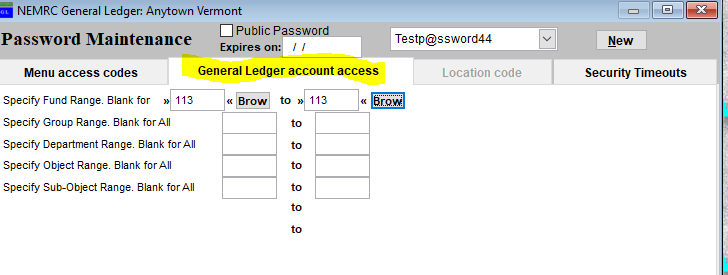 GL NEMRC General Ledger: Anytown Vermont
Password Maintenance
Public Password
Expires on: / /
Testp@ssword44
New
Menu access codes General Ledger account access Location code Security Timeouts
Specify Fund Range. Blank for » 113 « Brow to » 113 « Brow
Specify Group Range. Blank for All to
Specify Department Range. Blank for All to
Specify Object Range. Blank for All to
Specify Sub-Object Range. Blank for All to
to
to